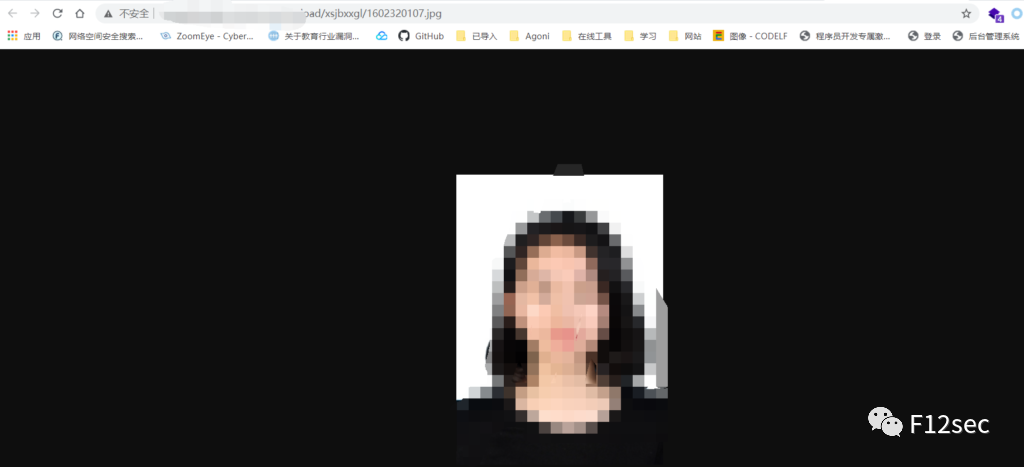 不安全 load/xsjbxxgl/1602320107.jpg
应用 网络空间安全搜索... ZoomEye - Cyber... 关于教育行业漏洞... GitHub 已导入 Agoni 在线工具 学习 网站 图像 - CODELF 程序员开发专属激... 登录 后台管理系统
4
F12sec